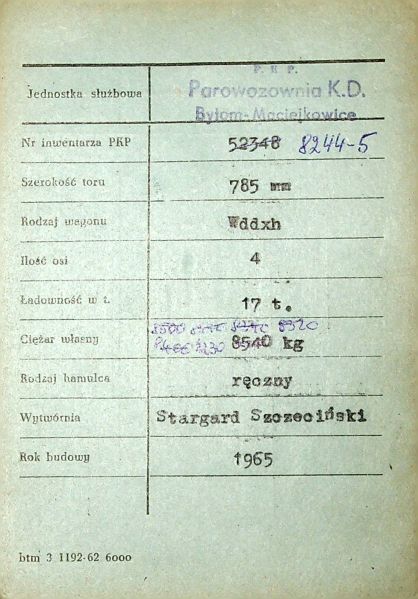 P. K. P.
Jednostka służbowa Parowozownia K.D.
Bytom-Maciejkowice
Nr inwentarza PKP 52348 8244-5
Szerokość toru 785 mm
Rodzaj wagonu Wddxh
Ilość osi 4
Ładowność w t. 17 t.
8500 8320
Ciężar własny 8230 8540 kg
Rodzaj hamulca ręczny
Wytwórnia Stargard Szczeciński
Rok budowy 1965
btm 3 1192-62 6000